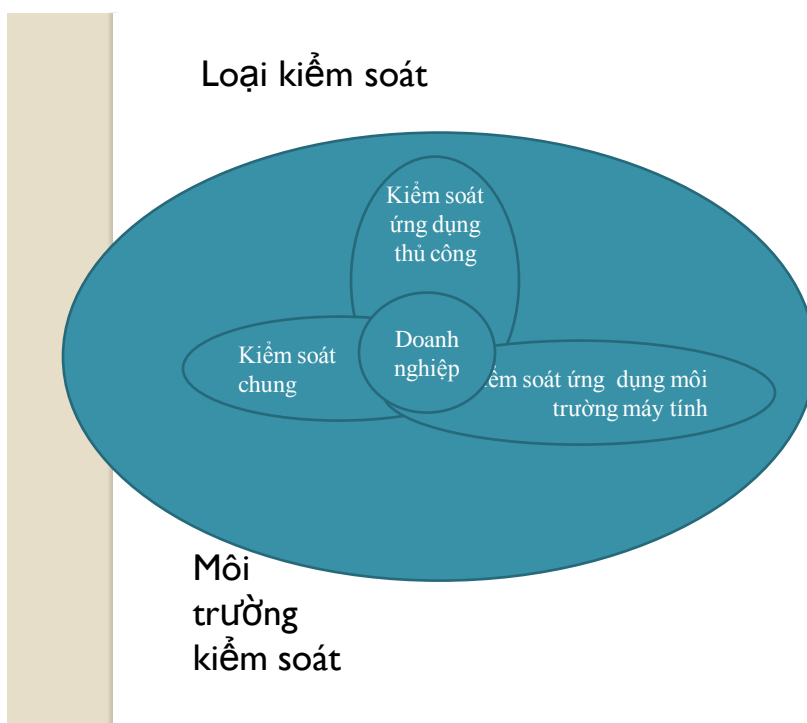 Loại kiểm soát
Kiểm soát
ứng dụng
thủ công
Kiểm soát
chung
Doanh
nghiệp
ểm soát ứng dụng môi
trường máy tính
Môi
trường
kiểm soát